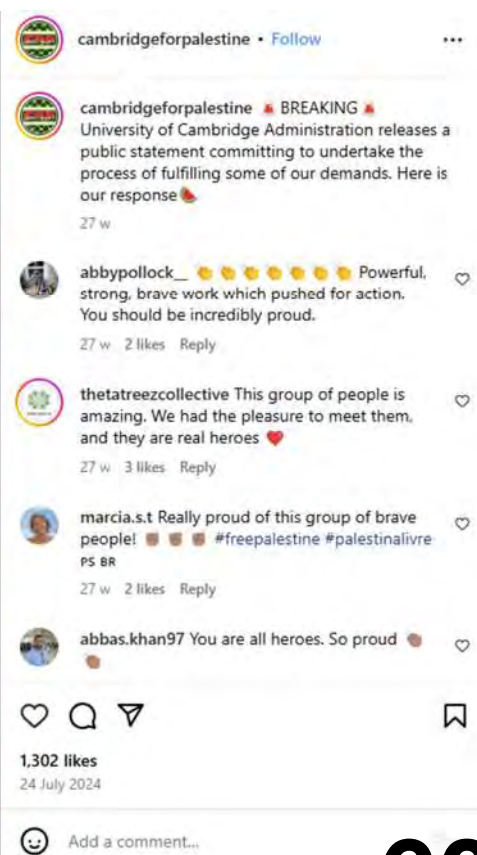 cambridgeforpalestine • Follow
cambridgeforpalestine 🚨 BREAKING 🚨
University of Cambridge Administration releases a
public statement committing to undertake the
process of fulfilling some of our demands. Here is
our response🍉
27 w
abbypollock__ 👏👏👏👏👏👏👏 Powerful,
strong, brave work which pushed for action.
You should be incredibly proud.
27 w 2 likes Reply
thetatreezcollective This group of people is
amazing. We had the pleasure to meet them,
and they are real heroes ❤️
27 w 3 likes Reply
marcia.s.t Really proud of this group of brave
people! ✊🏽✊🏽✊🏽 #freepalestine #palestinalivre
PS BR
27 w 2 likes Reply
abbas.khan97 You are all heroes. So proud 👏🏽
👏🏽
1,302 likes
24 July 2024
Add a comment...